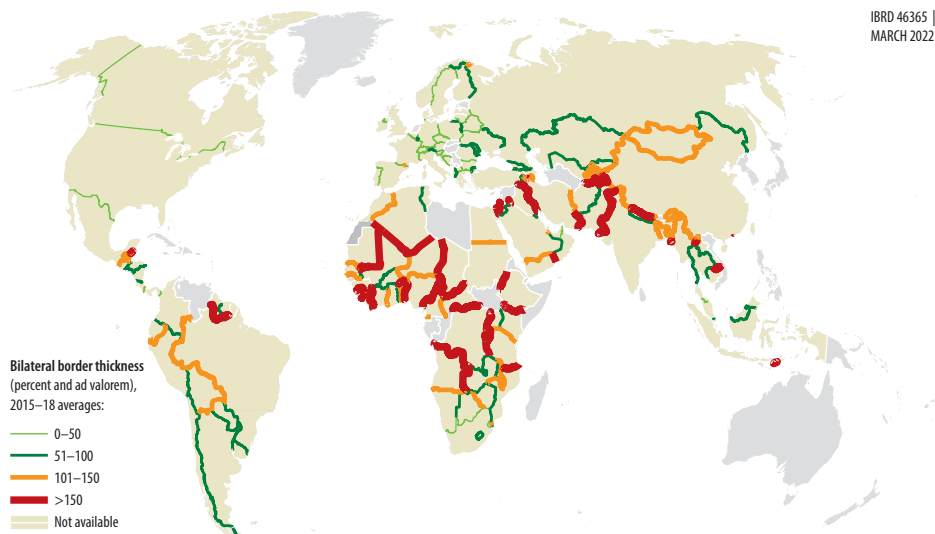 IBRD 46365 |
MARCH 2022
Bilateral border thickness
(percent and ad valorem),
2015–18 averages:
0–50
51–100
101–150
>150
Not available